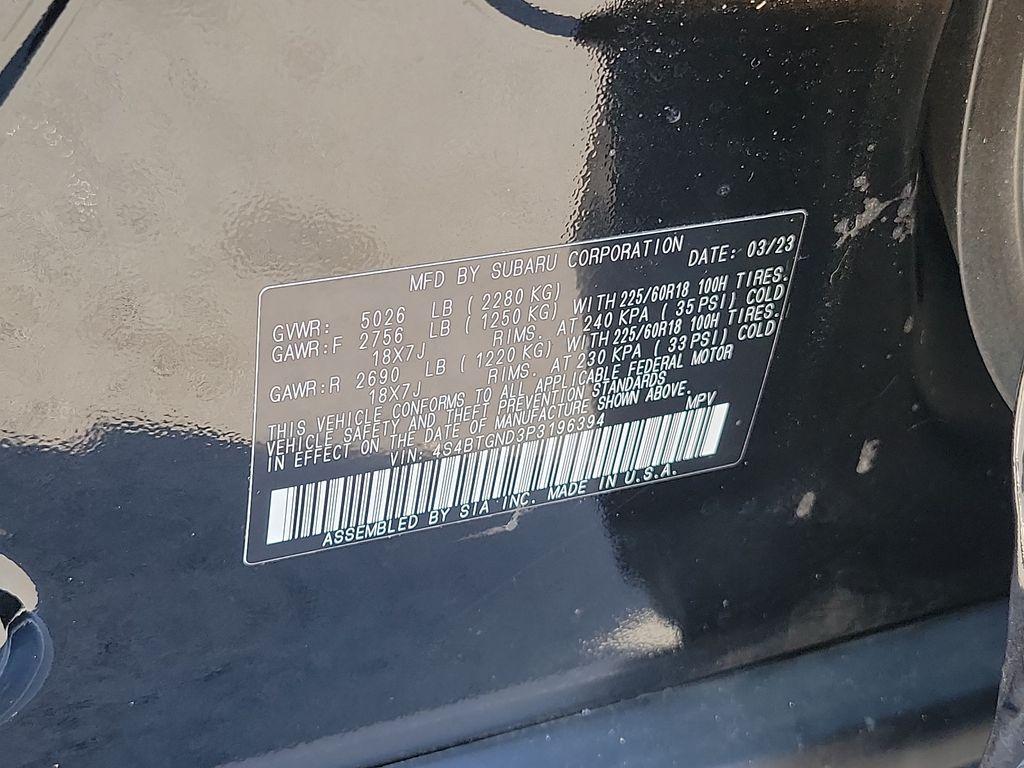 MFD BY SUBARU CORPORATION DATE: 03/23
GVWR: 5026 LB ( 2280 KG)
GAWR:F 2756 LB ( 1250 KG) WITH 225/60R18 100H TIRES.
18X7J RIMS. AT 240 KPA ( 35 PSI) COLD
GAWR:R 2690 LB ( 1220 KG) WITH 225/60R18 100H TIRES.
18X7J RIMS. AT 230 KPA ( 33 PSI) COLD
THIS VEHICLE CONFORMS TO ALL APPLICABLE FEDERAL MOTOR
VEHICLE SAFETY AND THEFT PREVENTION STANDARDS
IN EFFECT ON THE DATE OF MANUFACTURE SHOWN ABOVE.
VIN: 4S4BTGND3P3196394 MPV
ASSEMBLED BY SIA INC. MADE IN U.S.A.